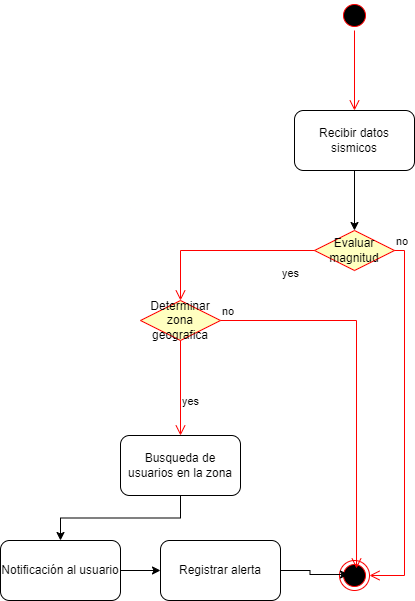 Recibir datos
sismicos
Evaluar
magnitud
no
yes
Determinar
zona
geografica
no
yes
Busqueda de
usuarios en la zona
Notificación al usuario
Registrar alerta